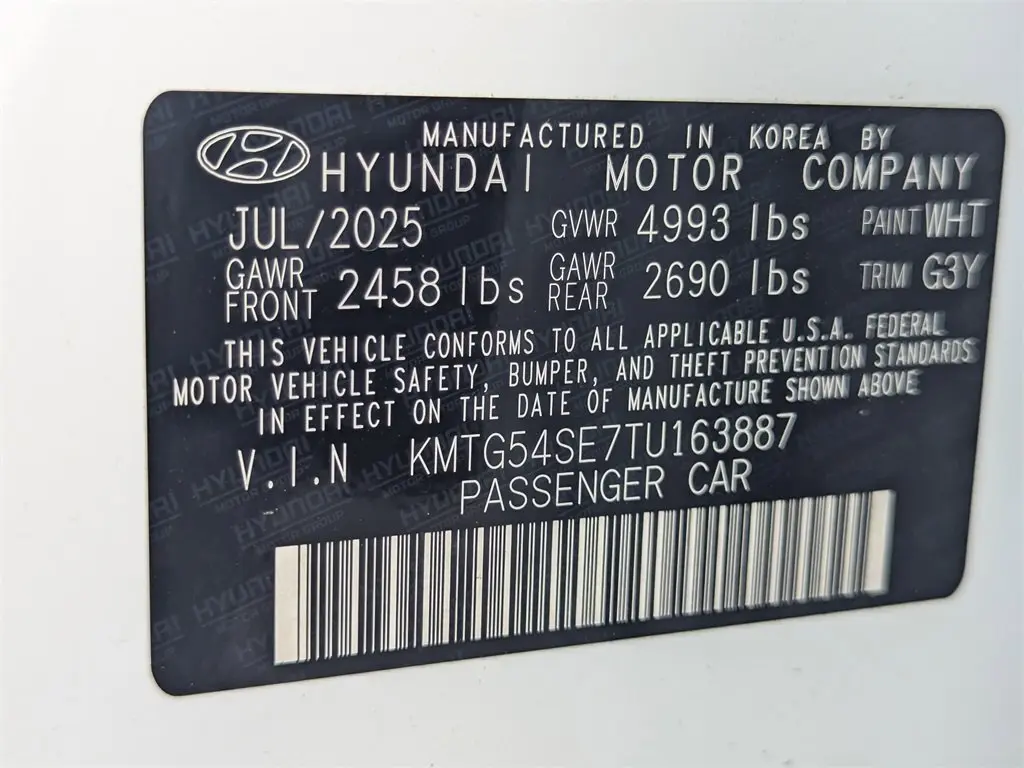 MANUFACTURED IN KOREA BY
HYUNDAI MOTOR COMPANY
JUL/2025 GVWR 4993 lbs PAINT WHT
GAWR FRONT 2458 lbs GAWR REAR 2690 lbs TRIM G3Y
THIS VEHICLE CONFORMS TO ALL APPLICABLE U.S.A. FEDERAL
MOTOR VEHICLE SAFETY, BUMPER, AND THEFT PREVENTION STANDARDS
IN EFFECT ON THE DATE OF MANUFACTURE SHOWN ABOVE
V.I.N KMTG54SE7TU163887
PASSENGER CAR